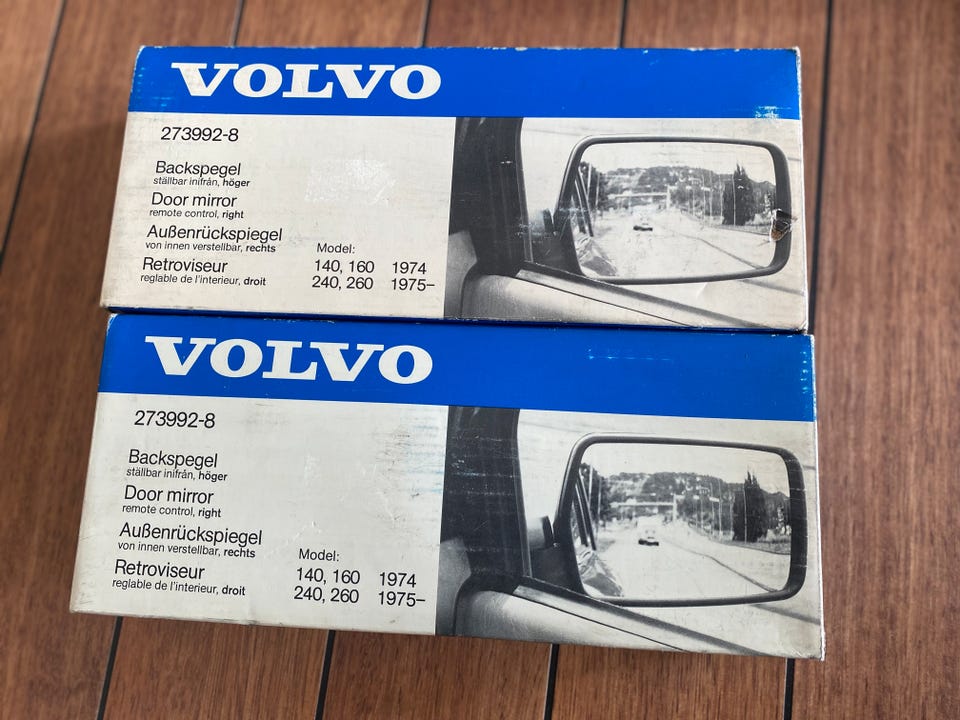 VOLVO
273992-8
Backspegel
ställbar inifrån, höger
Door mirror
remote control, right
Außenrückspiegel
von innen verstellbar, rechts
Retroviseur
reglable de l'interieur, droit
Model:
140, 160 1974
240, 260 1975–
VOLVO
273992-8
Backspegel
ställbar inifrån, höger
Door mirror
remote control, right
Außenrückspiegel
von innen verstellbar, rechts
Retroviseur
reglable de l'interieur, droit
Model:
140, 160 1974
240, 260 1975–